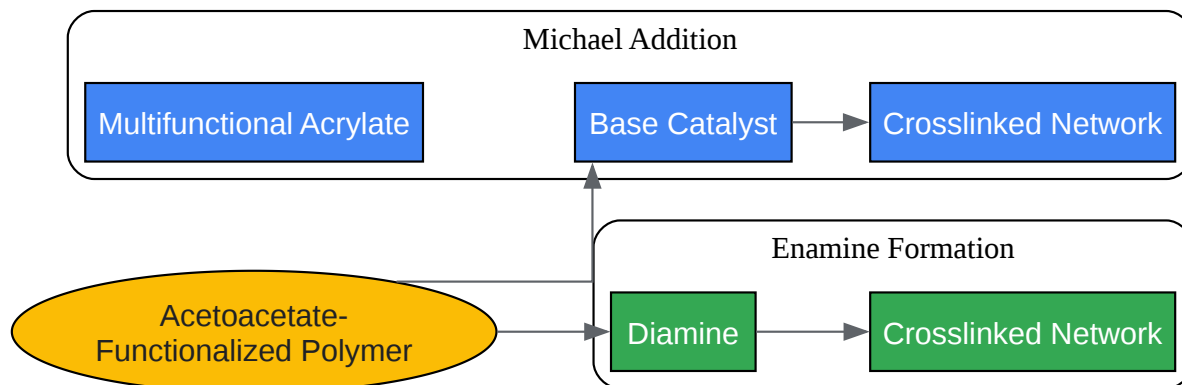 Michael Addition
Multifunctional Acrylate
Base Catalyst
Crosslinked Network
Enamine Formation
Acetoacetate-
Functionalized Polymer
Diamine
Crosslinked Network